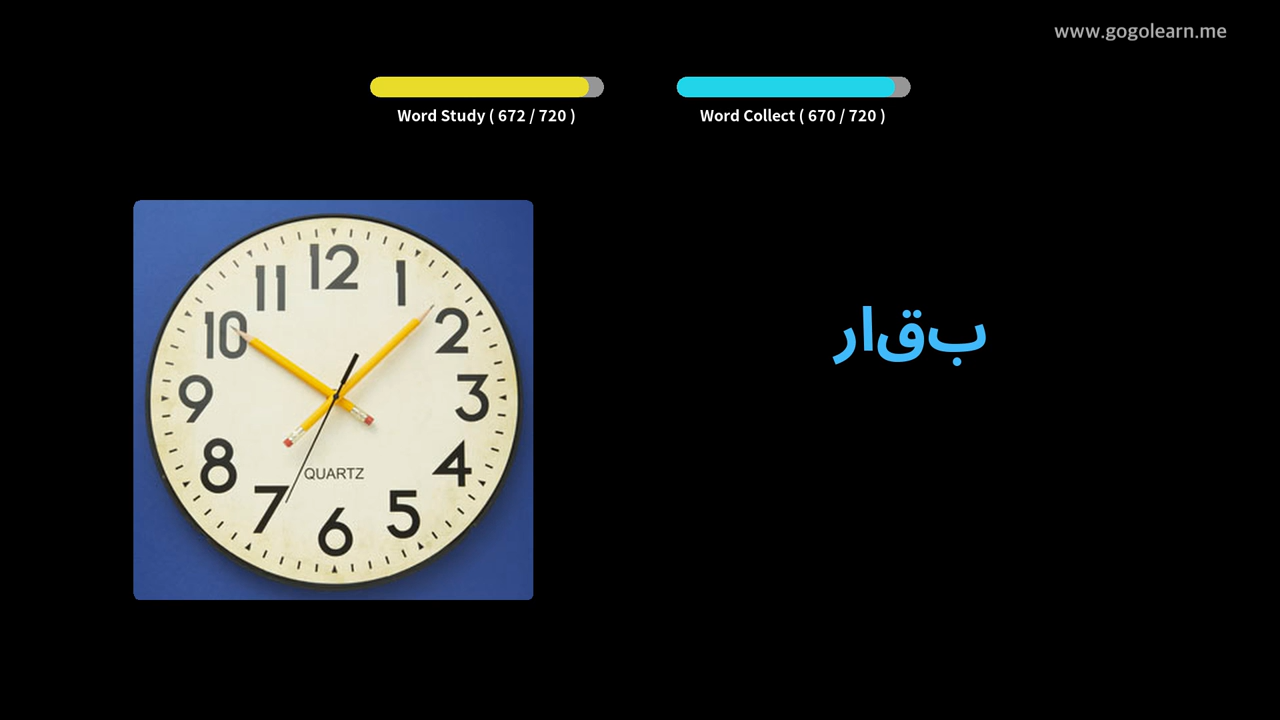 www.gogolearn.me
Word Study ( 672 / 720 )
Word Collect ( 670 / 720 )
12
1
2
3
4
5
6
7
8
9
10
11
QUARTZ
بقار